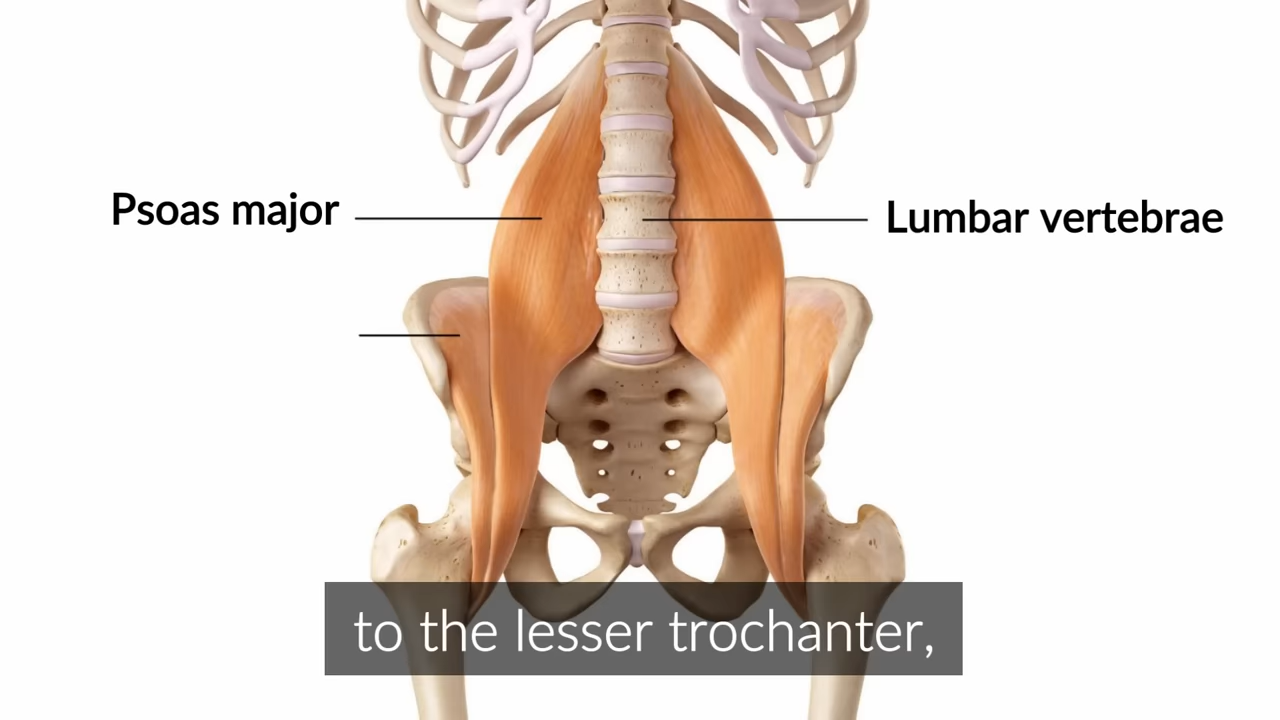 Psoas major
Lumbar vertebrae
to the lesser trochanter,